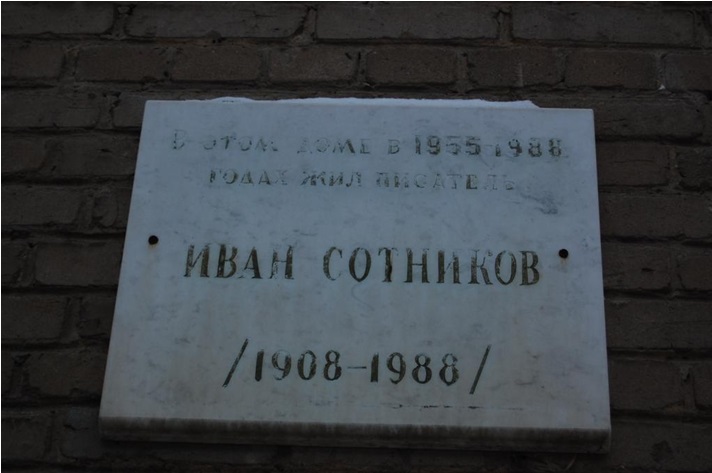 В ЭТОМ ДОМЕ В 1955-1988
ГОДАХ ЖИЛ ПИСАТЕЛЬ
ИВАН СОТНИКОВ
/1908-1988/